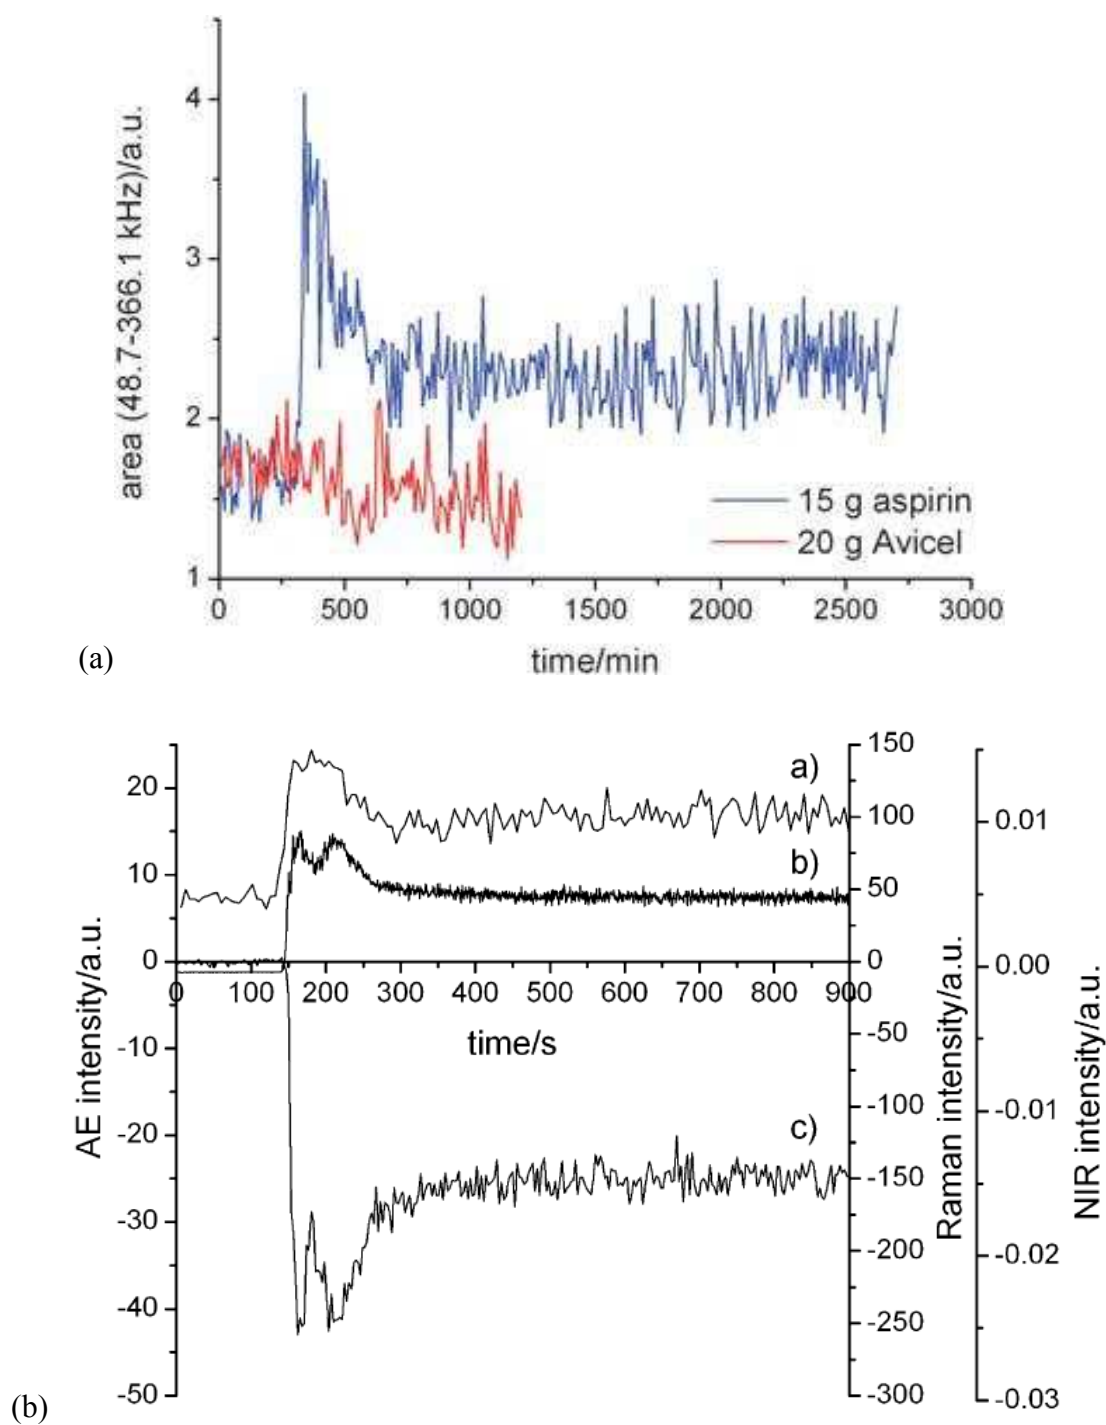 area (48.7-366.1 kHz)/a.u.
4
3
2
1
15 g aspirin
20 g Avicel
0 500 1000 1500 2000 2500 3000
time/min
(a)
AE intensity/a.u.
20
10
0
-10
-20
-30
-40
-50
a)
b)
c)
0 100 200 300 400 500 600 700 800 900
time/s
150
100
50
0
-50
-100
-150
-200
-250
-300
Raman intensity/a.u.
0.01
0.00
-0.01
-0.02
-0.03
NIR intensity/a.u.
(b)